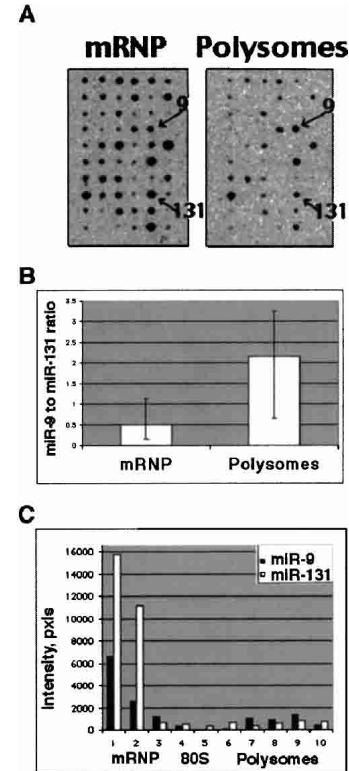 A
mRNP Polysomes
9 9
131 131
B
miR-9 to miR-131 ratio
3.5
3
2.5
2
1.5
1
0.5
0
mRNP Polysomes
C
Intensity, pxls
16000
14000
12000
10000
8000
6000
4000
2000
0
miR-9
miR-131
1 2 3 4 5 6 7 8 9 10
mRNP 80S Polysomes